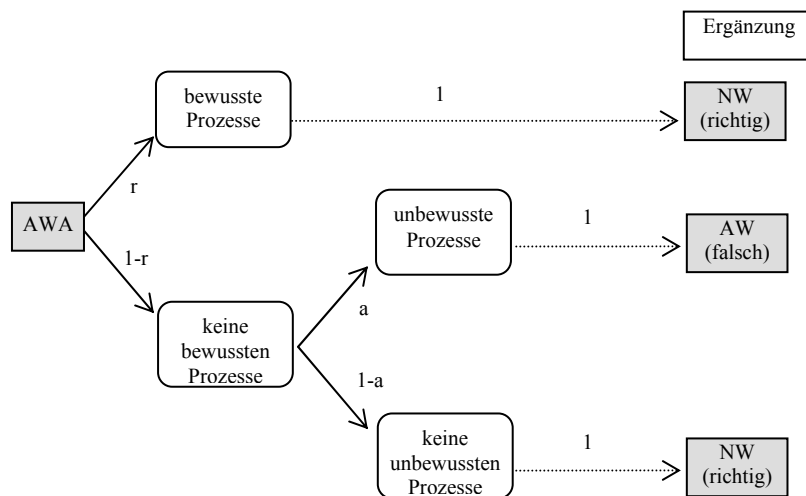 Ergänzung
bewusste
Prozesse
1
NW
(richtig)
r
AWA
unbewusste
Prozesse
1
AW
(falsch)
1-r
a
keine
bewussten
Prozesse
1-a
keine
unbewussten
Prozesse
1
NW
(richtig)